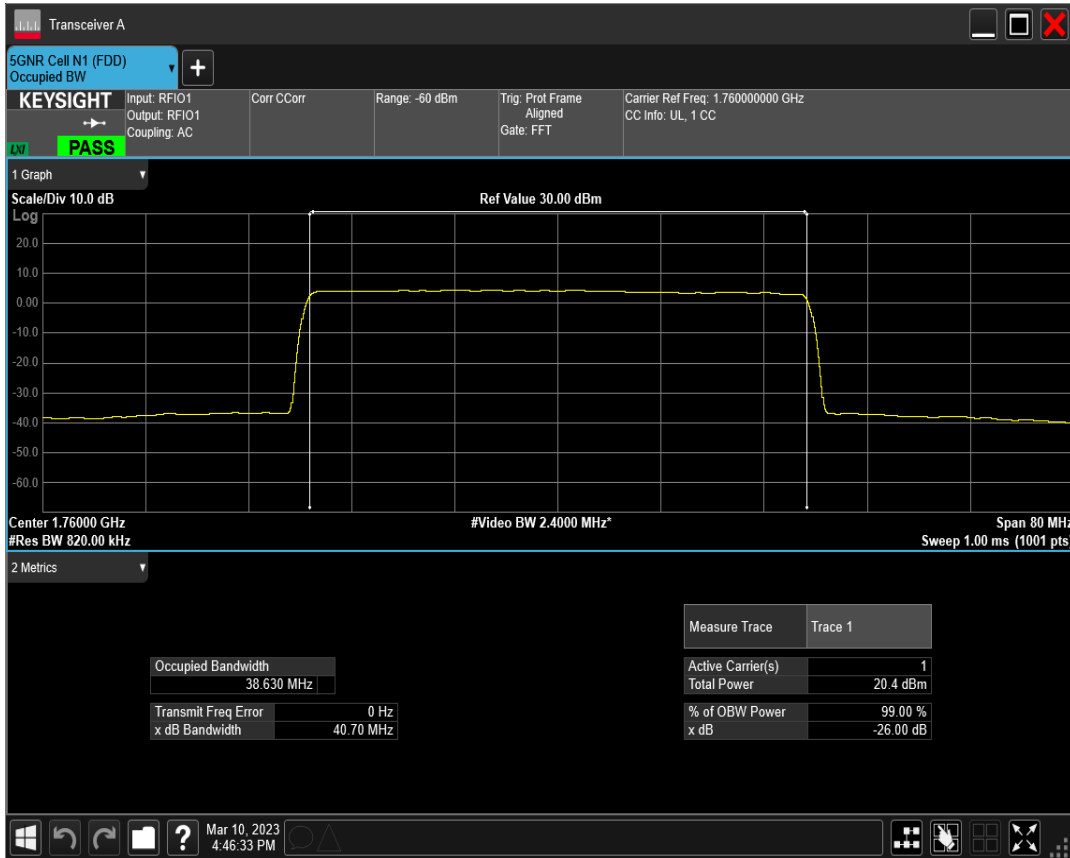 Transceiver A
5GNR Cell N1 (FDD)
Occupied BW
+
KEYSIGHT
LXI
PASS
Input: RFIO1
Output: RFIO1
Coupling: AC
Corr CCorr
Range: -60 dBm
Trig: Prot Frame
Aligned
Gate: FFT
Carrier Ref Freq: 1.760000000 GHz
CC Info: UL, 1 CC
1 Graph
Scale/Div 10.0 dB
Ref Value 30.00 dBm
Log
20.0
10.0
0.00
-10.0
-20.0
-30.0
-40.0
-50.0
-60.0
Center 1.76000 GHz
#Video BW 2.4000 MHz*
Span 80 MHz
#Res BW 820.00 kHz
Sweep 1.00 ms (1001 pts)
2 Metrics
Measure Trace Trace 1
Occupied Bandwidth
38.630 MHz
Active Carrier(s) 1
Total Power 20.4 dBm
Transmit Freq Error 0 Hz
x dB Bandwidth 40.70 MHz
% of OBW Power 99.00 %
x dB -26.00 dB
?
Mar 10, 2023
4:46:33 PM